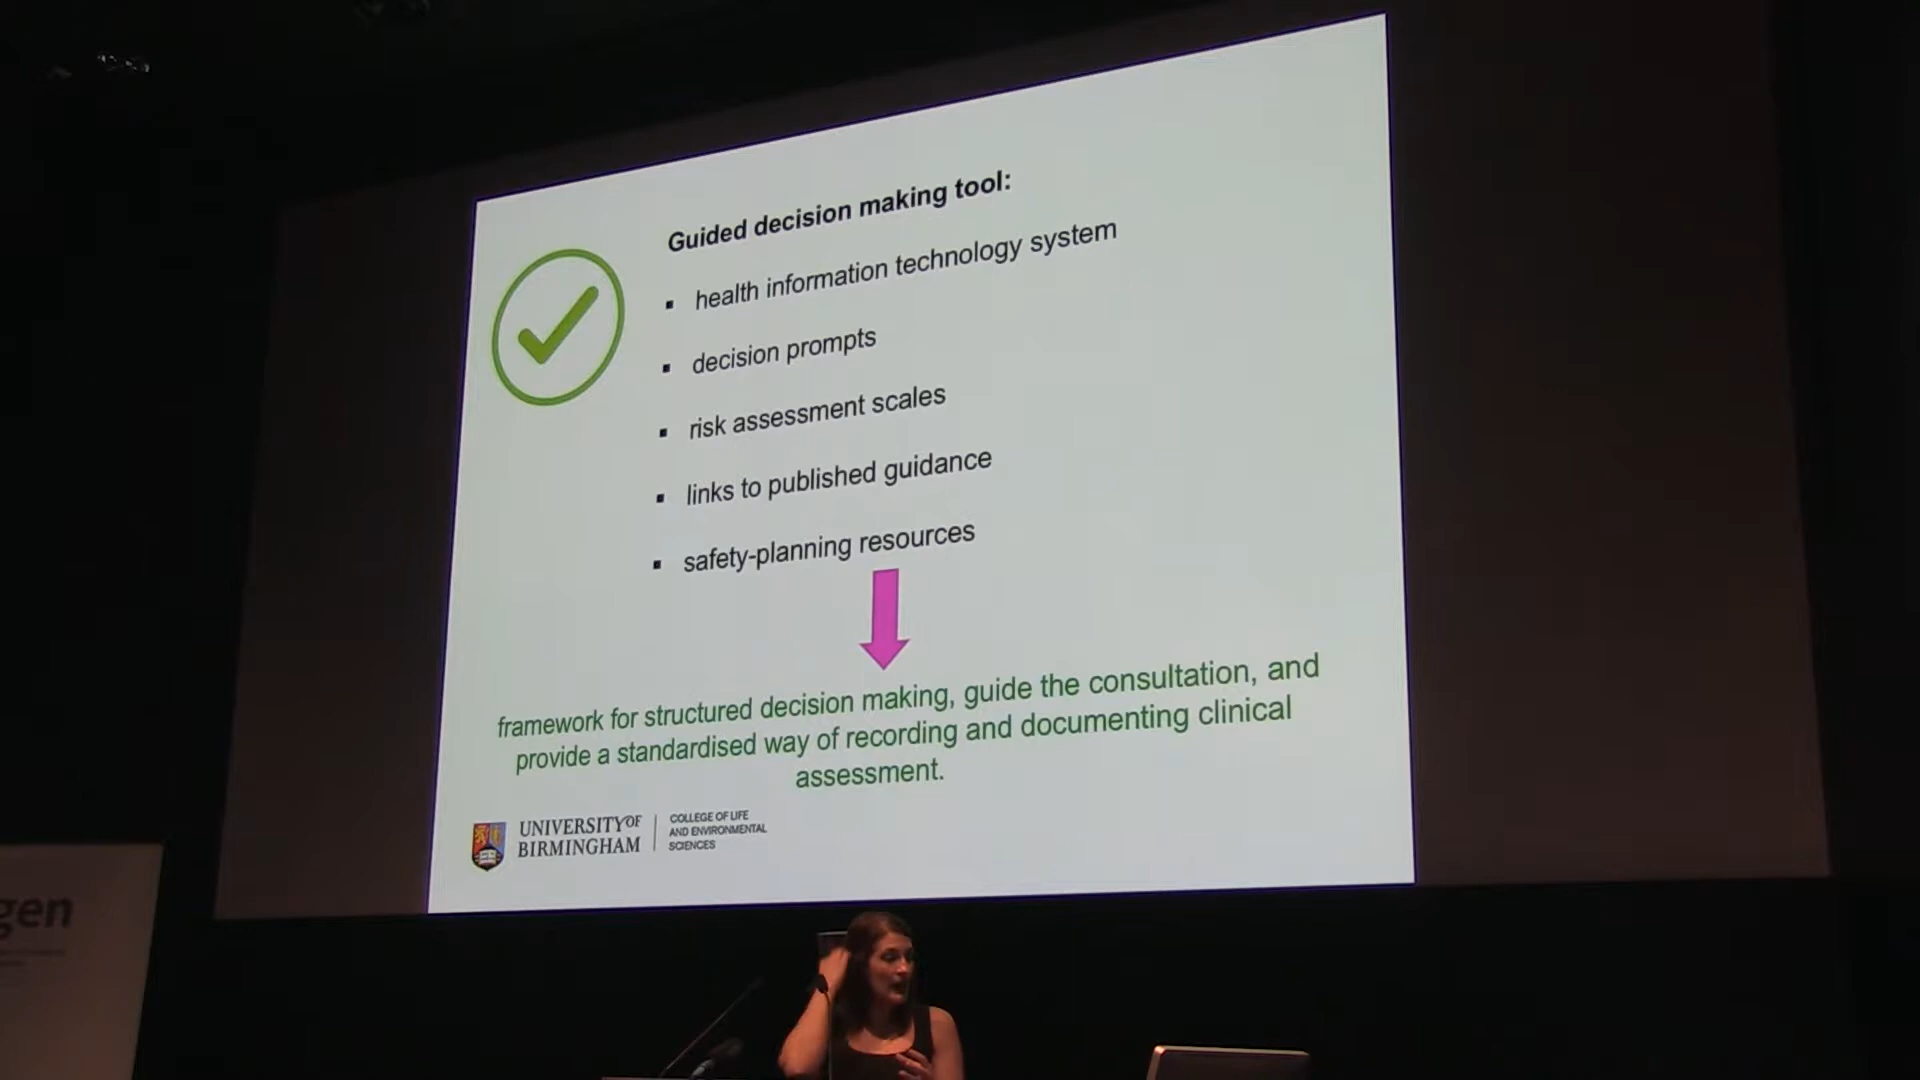 Guided decision making tool:
▪ health information technology system
▪ decision prompts
▪ risk assessment scales
▪ links to published guidance
▪ safety-planning resources
framework for structured decision making, guide the consultation, and
provide a standardised way of recording and documenting clinical
assessment.
UNIVERSITY OF
BIRMINGHAM
COLLEGE OF LIFE
AND ENVIRONMENTAL
SCIENCES
gen